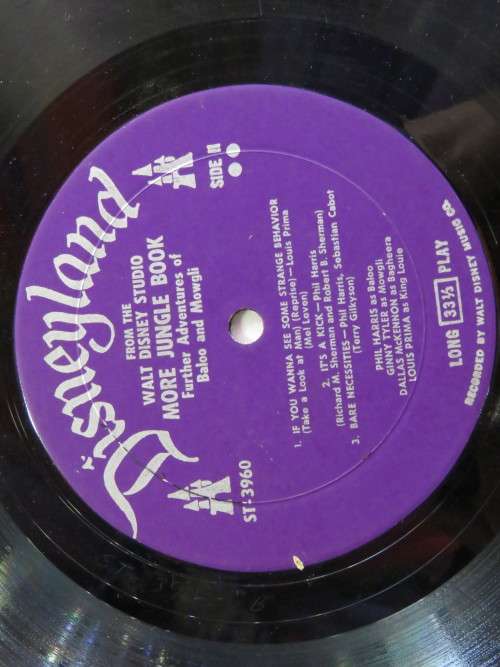 Disneyland
SIDE II
FROM THE
WALT DISNEY STUDIO
MORE JUNGLE BOOK
Further Adventures of
Baloo and Mowgli
ST-3960
1. IF YOU WANNA SEE SOME STRANGE BEHAVIOR
(Take a Look at Man) (Reprise)—Louis Prima
(Mel Leven)
2. IT'S A KICK—Phil Harris
(Richard M. Sherman and Robert B. Sherman)
3. BARE NECESSITIES—Phil Harris, Sebastian Cabot
(Terry Gilkyson)
PHIL HARRIS as Baloo
GINNY TYLER as Mowgli
DALLAS McKENNON as Bagheera
LOUIS PRIMA as King Louie
LONG 33⅓ PLAY
RECORDED BY WALT DISNEY MUSIC CO